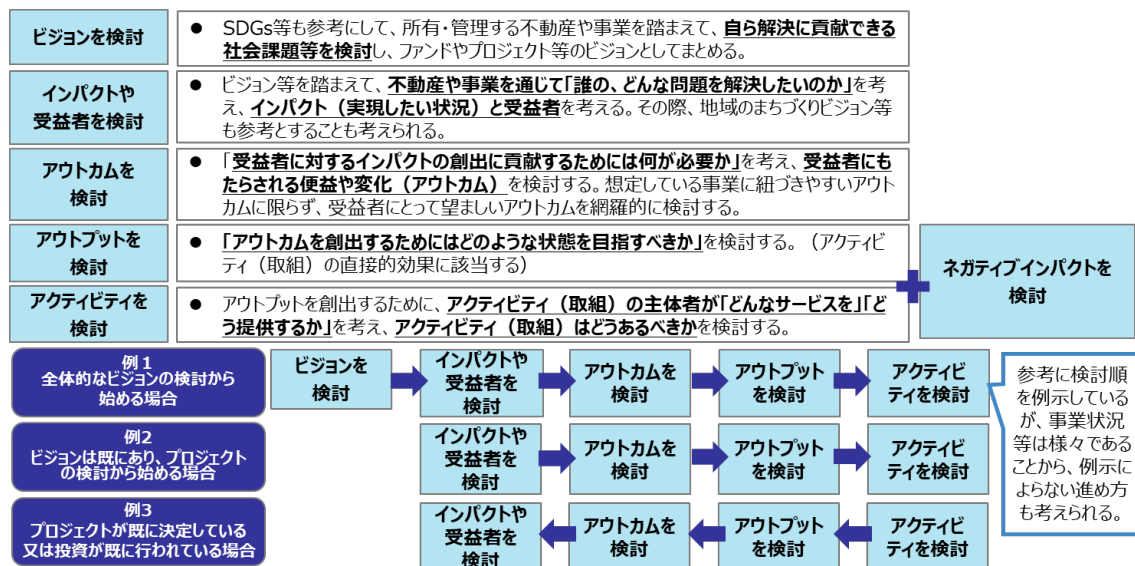 ビジョンを検討
● SDGs等も参考にして、所有・管理する不動産や事業を踏まえて、自ら解決に貢献できる
社会課題等を検討し、ファンドやプロジェクト等のビジョンとしてまとめる。
インパクトや
受益者を検討
● ビジョン等を踏まえて、不動産や事業を通じて「誰の、どんな問題を解決したいのか」を考
え、インパクト（実現したい状況）と受益者を考える。その際、地域のまちづくりビジョン等
も参考とすることも考えられる。
アウトカムを
検討
● 「受益者に対するインパクトの創出に貢献するためには何が必要か」を考え、受益者にも
たらされる便益や変化（アウトカム）を検討する。想定している事業に紐づきやすいアウト
カムに限らず、受益者にとって望ましいアウトカムを網羅的に検討する。
アウトプットを
検討
● 「アウトカムを創出するためにはどのような状態を目指すべきか」を検討する。（アクティビ
ティ（取組）の直接的効果に該当する）
アクティビティを
検討
● アウトプットを創出するために、アクティビティ（取組）の主体者が「どんなサービスを」「ど
う提供するか」を考え、アクティビティ（取組）はどうあるべきかを検討する。
ネガティブインパクトを
検討
例１
全体的なビジョンの検討から
始める場合
ビジョンを
検討
インパクトや
受益者を
検討
アウトカムを
検討
アウトプット
を検討
アクティビ
ティを検討
例2
ビジョンは既にあり、プロジェクト
の検討から始める場合
インパクトや
受益者を
検討
アウトカムを
検討
アウトプット
を検討
アクティビ
ティを検討
例3
プロジェクトが既に決定している
又は投資が既に行われている場合
インパクトや
受益者を
検討
アウトカムを
検討
アウトプット
を検討
アクティビ
ティを検討
参考に検討順
を例示している
が、事業状況
等は様々である
ことから、例示に
よらない進め方
も考えられる。